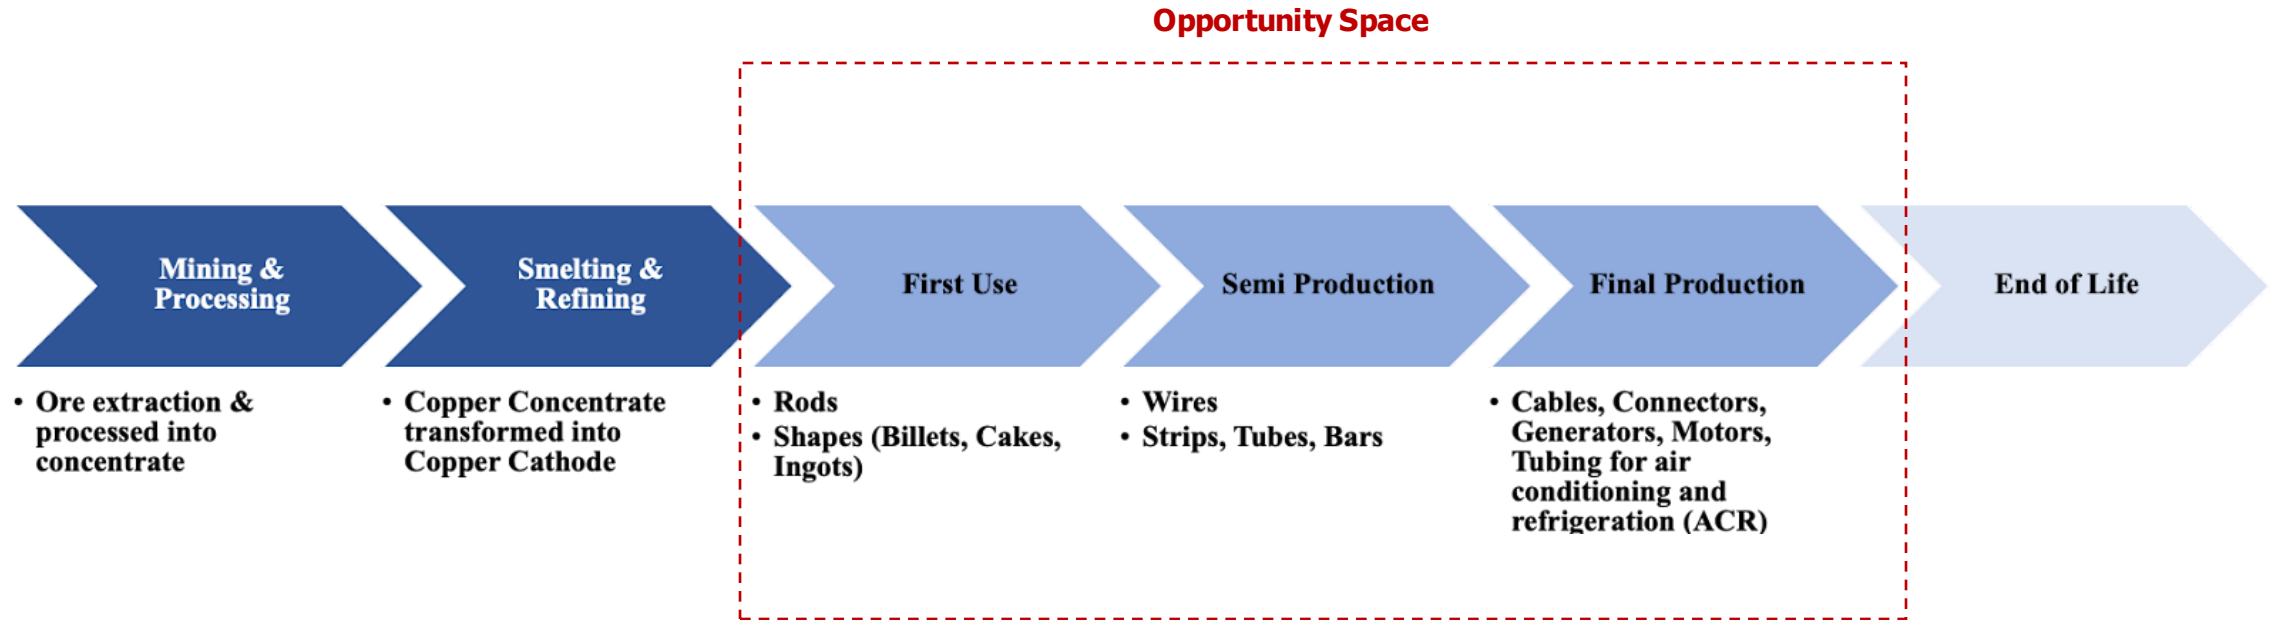 Opportunity Space
Mining &
Processing
Smelting &
Refining
First Use
Semi Production
Final Production
End of Life
• Ore extraction &
processed into
concentrate
• Copper Concentrate
transformed into
Copper Cathode
• Rods
• Shapes (Billets, Cakes,
Ingots)
• Wires
• Strips, Tubes, Bars
• Cables, Connectors,
Generators, Motors,
Tubing for air
conditioning and
refrigeration (ACR)